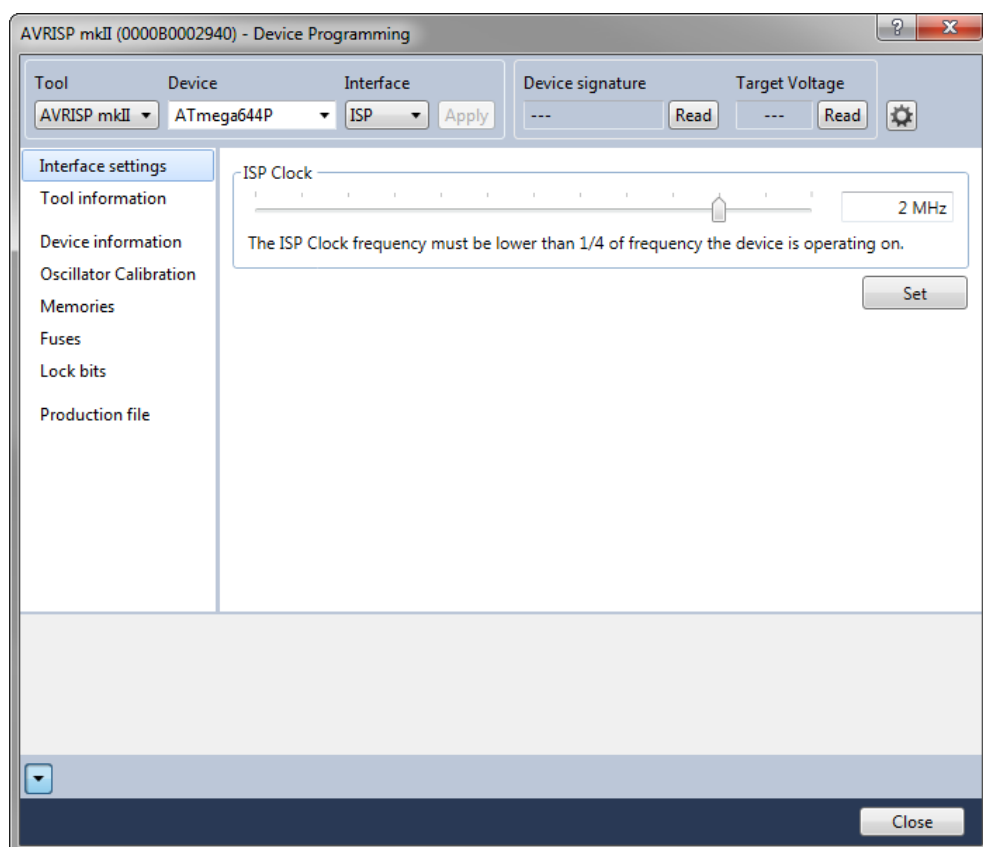 AVRISP mkII (0000B0002940) - Device Programming
Tool Device Interface Device signature Target Voltage
AVRISP mkII ATmega644P ISP Apply --- Read --- Read
Interface settings
Tool information
Device information
Oscillator Calibration
Memories
Fuses
Lock bits
Production file
ISP Clock
2 MHz
The ISP Clock frequency must be lower than 1/4 of frequency the device is operating on.
Set
Close